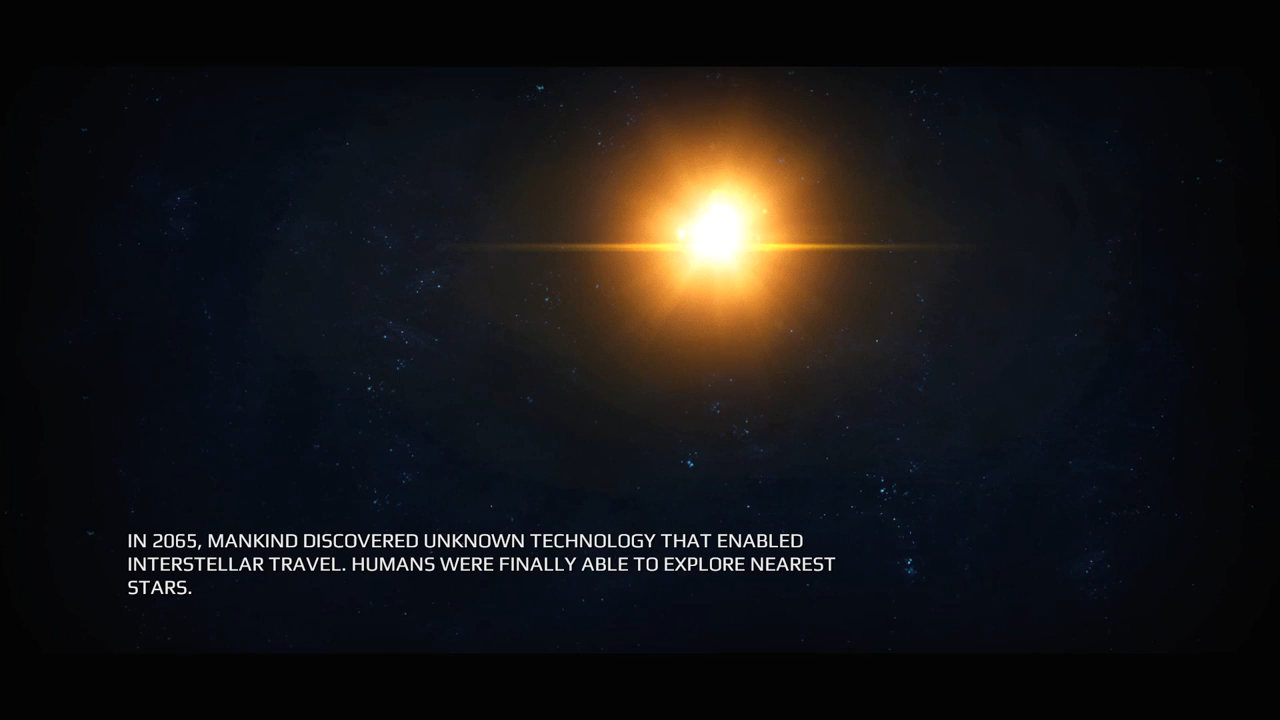 IN 2065, MANKIND DISCOVERED UNKNOWN TECHNOLOGY THAT ENABLED
INTERSTELLAR TRAVEL. HUMANS WERE FINALLY ABLE TO EXPLORE NEAREST
STARS.